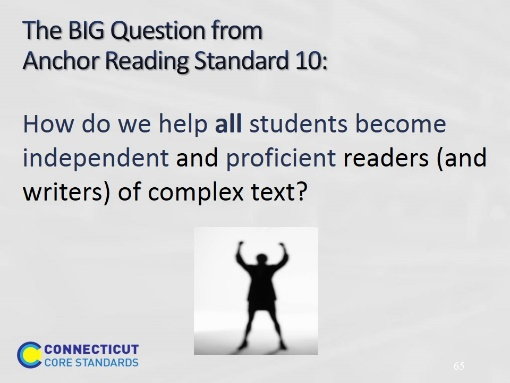 The BIG Question from
Anchor Reading Standard 10:
How do we help all students become
independent and proficient readers (and
writers) of complex text?
CONNECTICUT
CORE STANDARDS
65